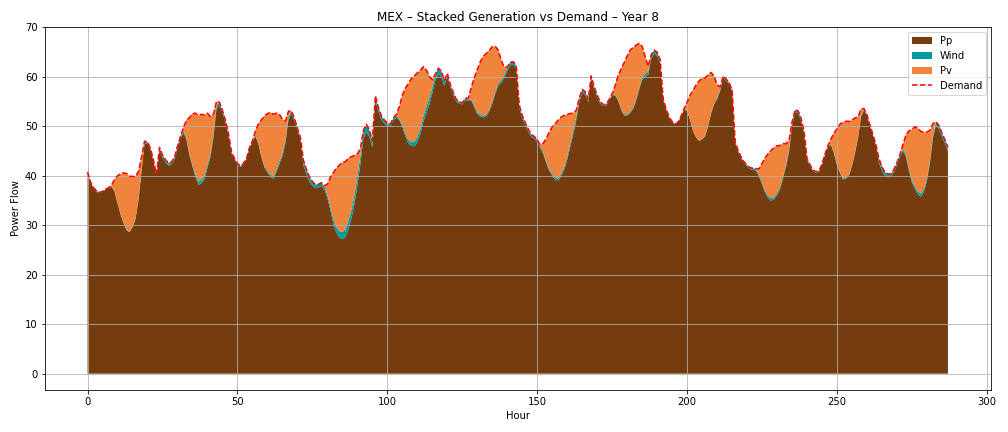 MEX – Stacked Generation vs Demand – Year 8
Power Flow
70
60
50
40
30
20
10
0
Pp
Wind
Pv
Demand
0 50 100 150 200 250 300
Hour